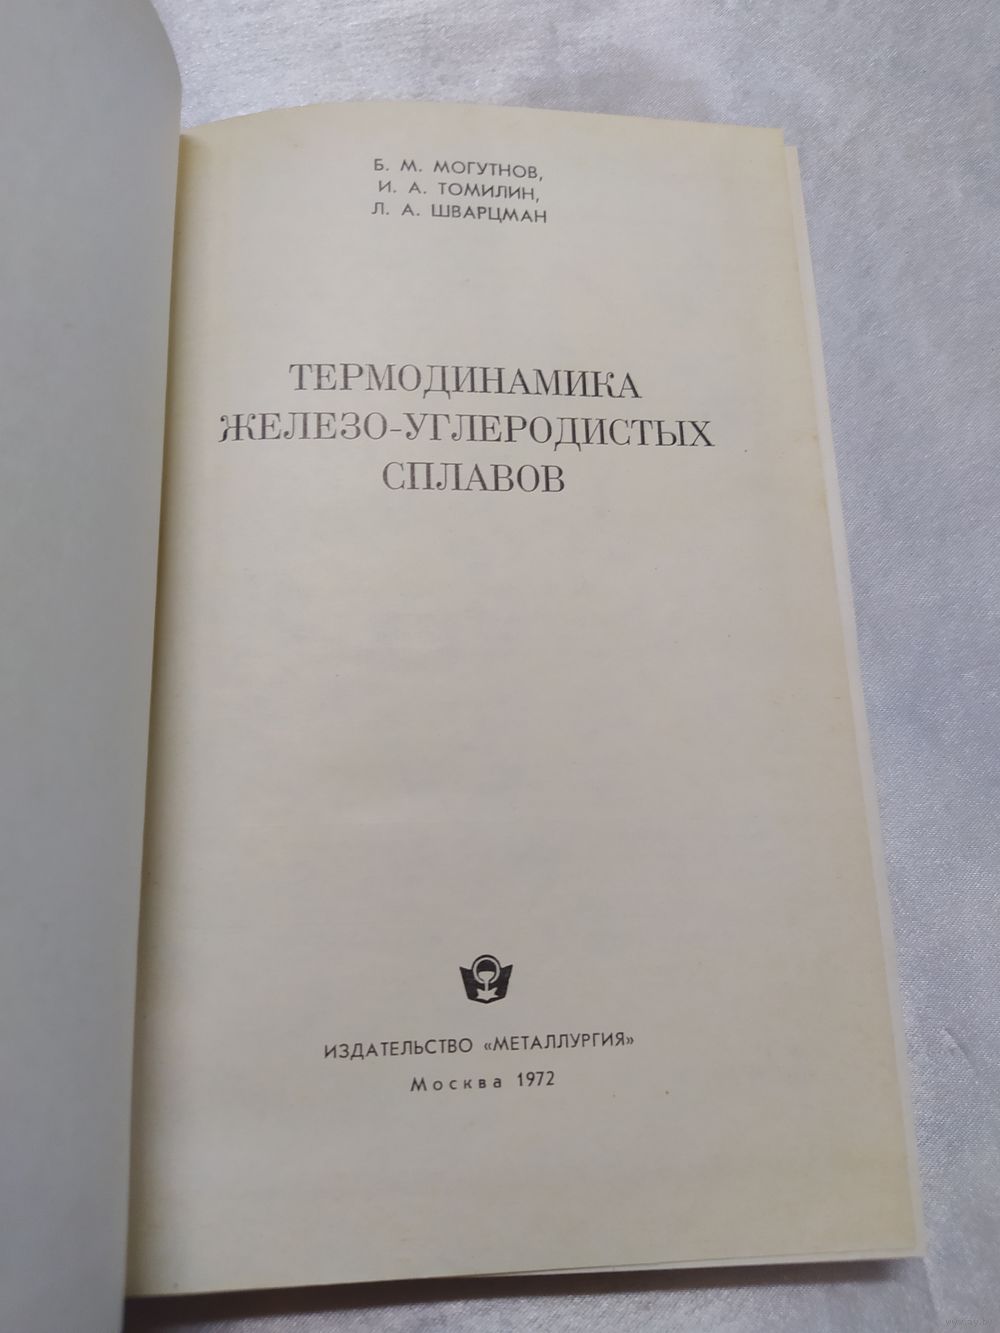 Б. М. МОГУТНОВ,
И. А. ТОМИЛИН,
Л. А. ШВАРЦМАН
ТЕРМОДИНАМИКА
ЖЕЛЕЗО-УГЛЕРОДИСТЫХ
СПЛАВОВ
ИЗДАТЕЛЬСТВО «МЕТАЛЛУРГИЯ»
Москва 1972